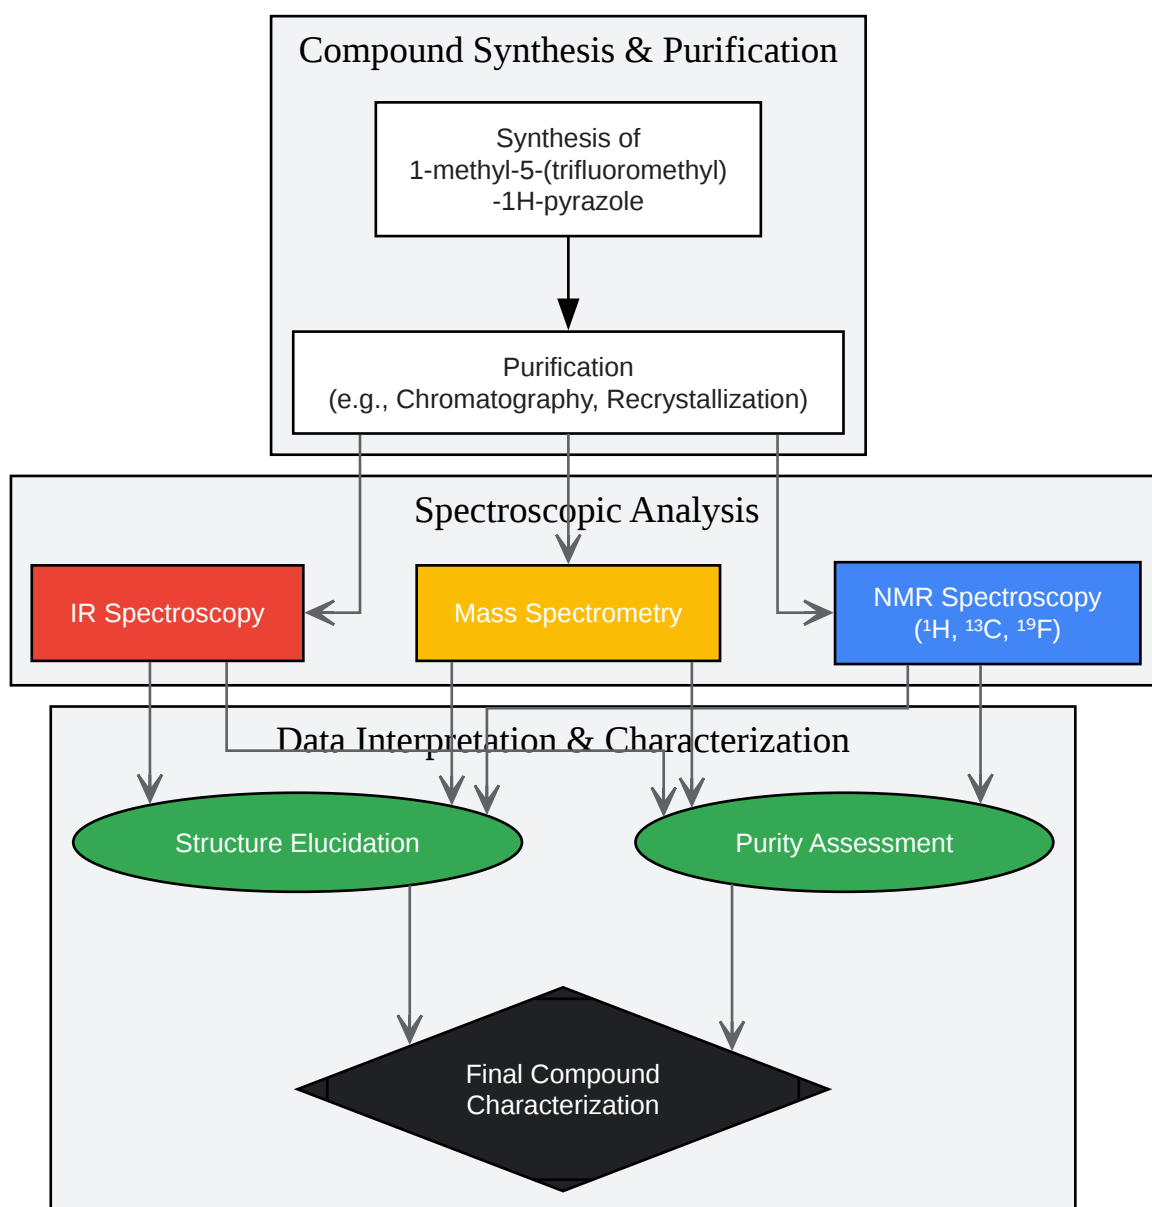 Compound Synthesis & Purification
Synthesis of
1-methyl-5-(trifluoromethyl)
-1H-pyrazole
Purification
(e.g., Chromatography, Recrystallization)
Spectroscopic Analysis
IR Spectroscopy
Mass Spectrometry
NMR Spectroscopy
(¹H, ¹³C, ¹⁹F)
Data Interpretation & Characterization
Structure Elucidation
Purity Assessment
Final Compound
Characterization